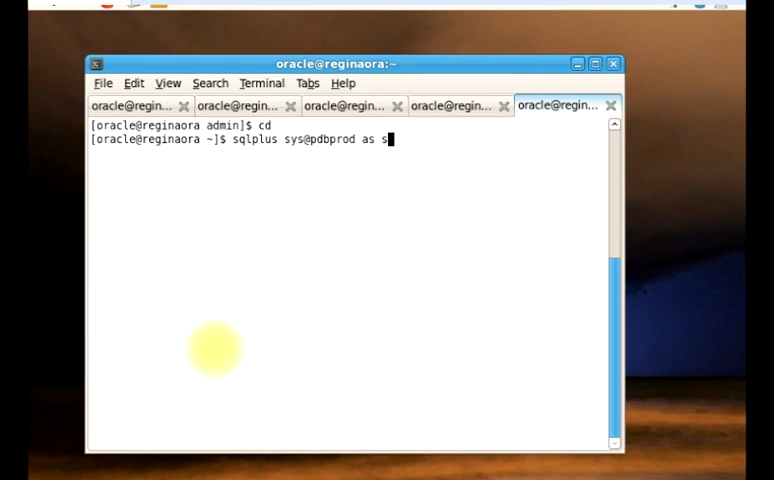 oracle@reginaora:~
File Edit View Search Terminal Tabs Help
oracle@regin... oracle@regin... oracle@regin... oracle@regin... oracle@regin...
[oracle@reginaora admin]$ cd
[oracle@reginaora ~]$ sqlplus sys@pdbprod as s